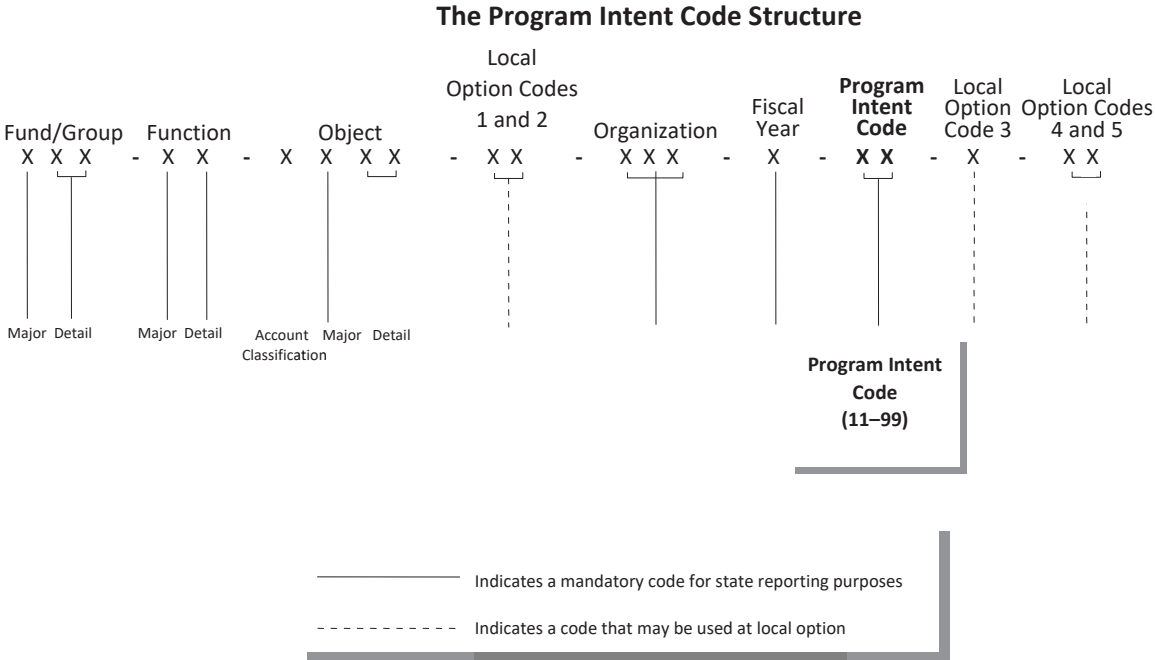 The Program Intent Code Structure
Local
Option Codes
1 and 2
Fund/Group Function Object Organization
Fiscal
Year
Program
Intent
Code
Local
Option
Code 3
Local
Option Codes
4 and 5
X X X - X X - X X X X - X X - X X X - X - X X - X - X X
Major Detail Major Detail Account Major Detail
Classification
Program Intent
Code
(11–99)
Indicates a mandatory code for state reporting purposes
Indicates a code that may be used at local option